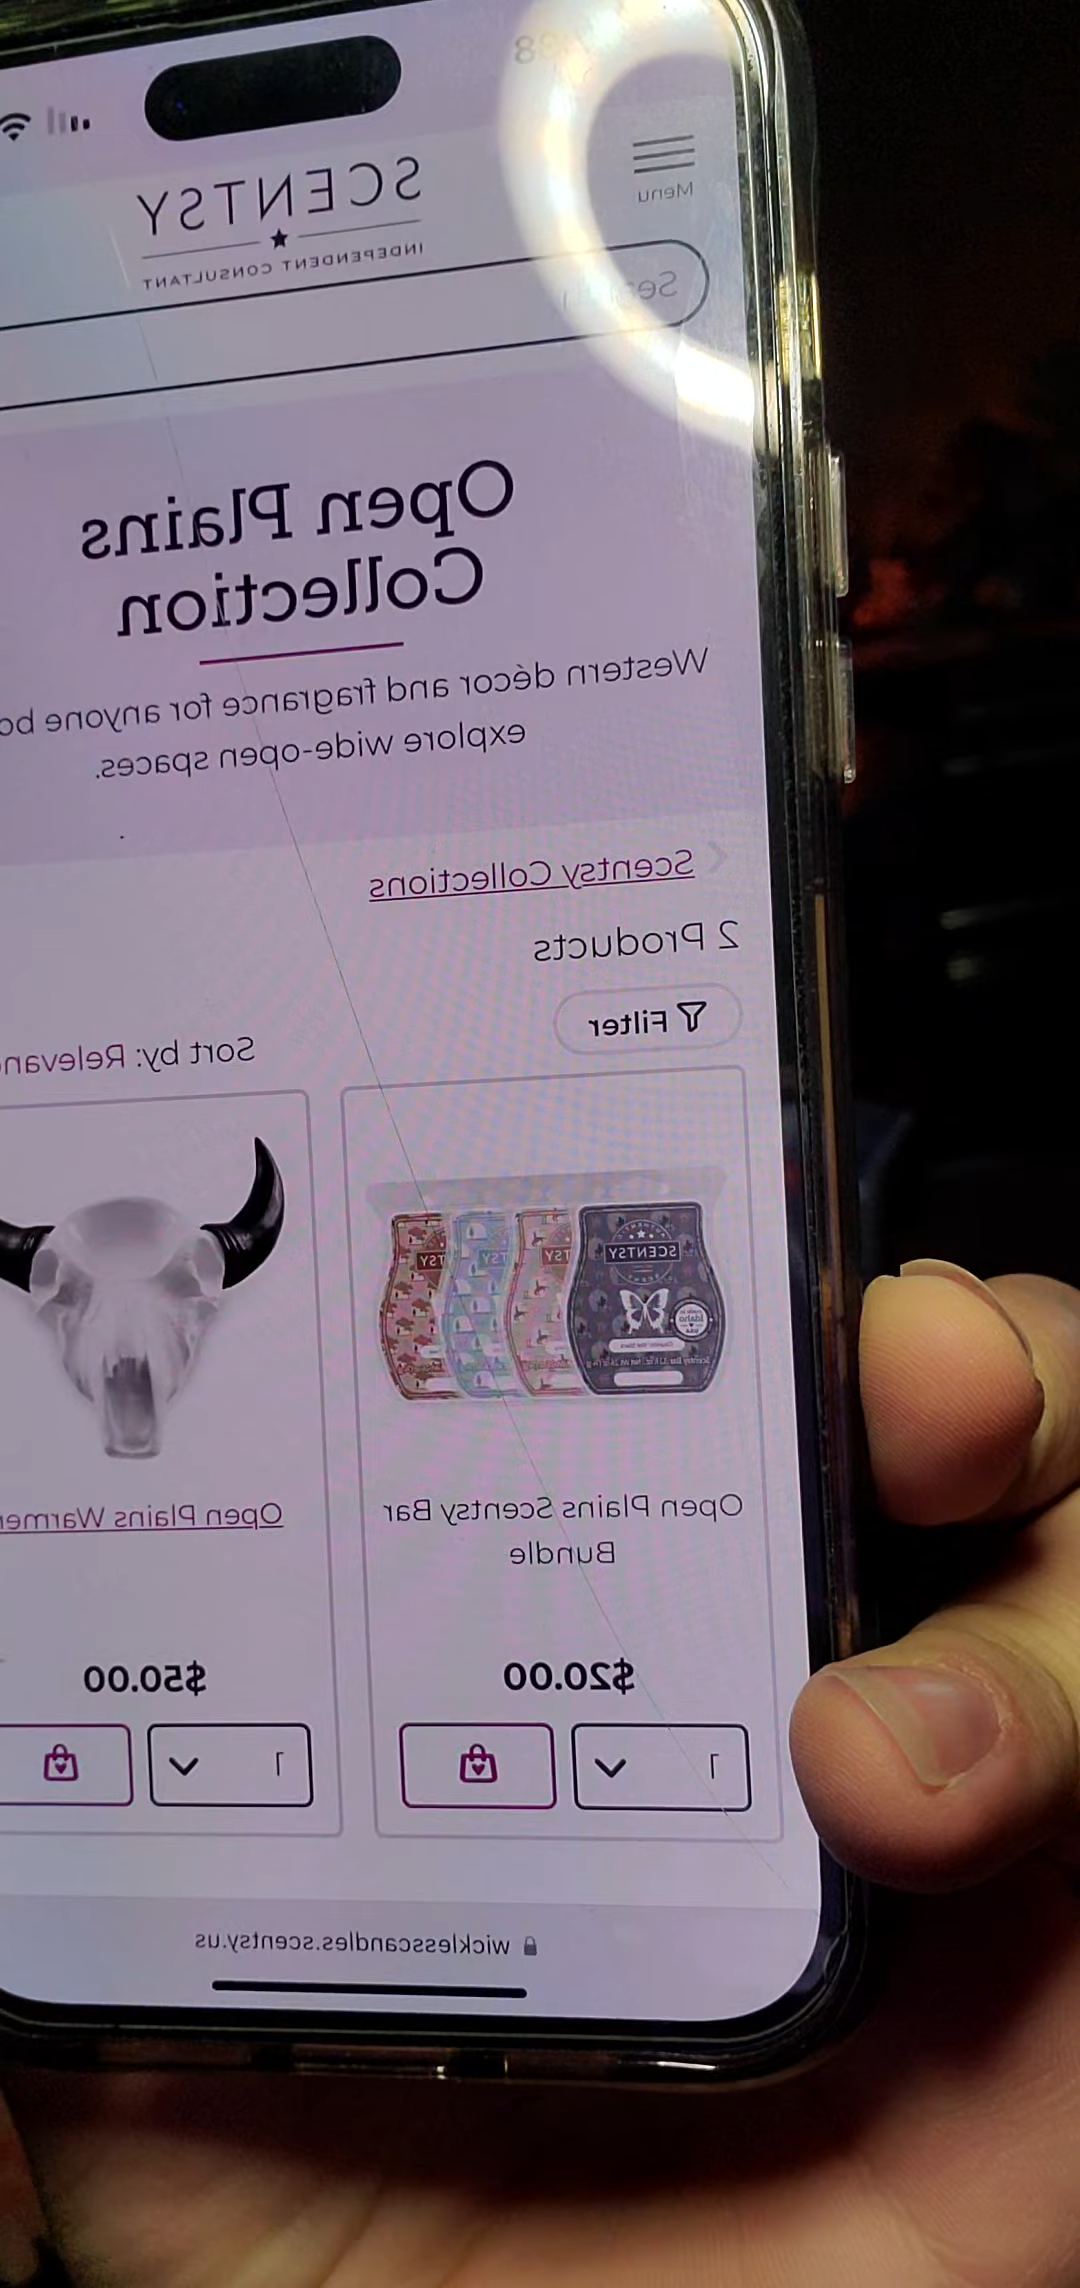 SCENTSY
INDEPENDENT CONSULTANT
Menu
Open Plains
Collection
Western décor and fragrance for anyone
explore wide-open spaces.
Scentsy Collections
2 Products
Filter
Sort by:
SCENTSY
Open Plains Scentsy Bar
Bundle
$20.00
1
Open Plains Warmer
$50.00
1
wicklesscandles.scentsy.us